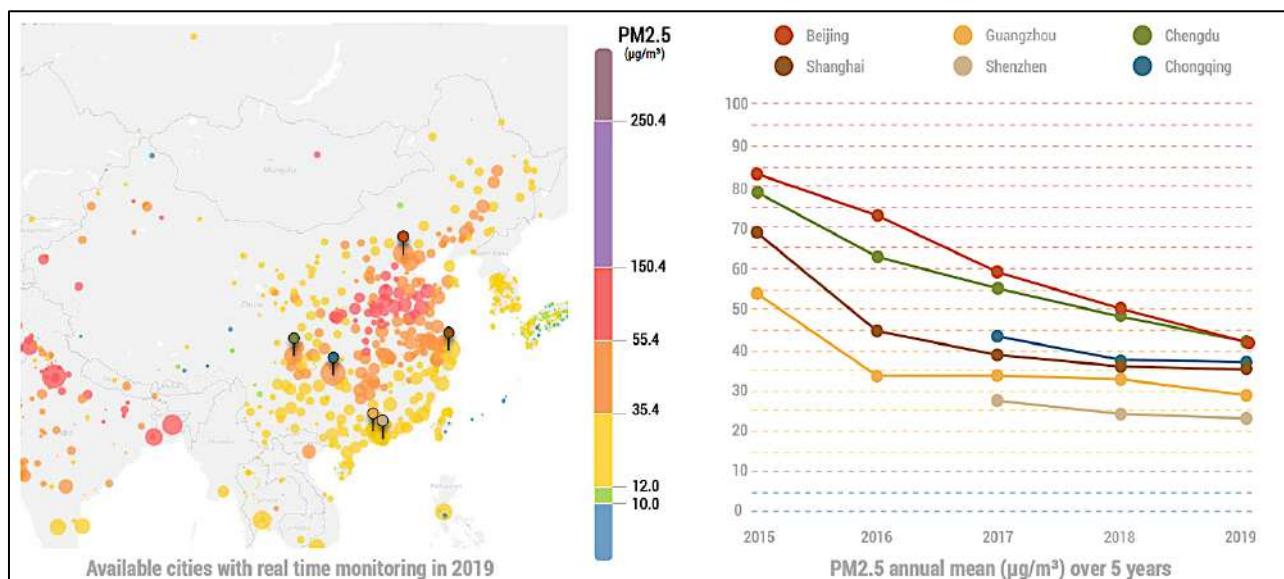 PM2.5
(µg/m³)
250.4
150.4
55.4
35.4
12.0
10.0
Mongolia
Available cities with real time monitoring in 2019
Beijing
Guangzhou
Chengdu
Shanghai
Shenzhen
Chongqing
100
90
80
70
60
50
40
30
20
10
0
2015
2016
2017
2018
2019
PM2.5 annual mean (µg/m³) over 5 years